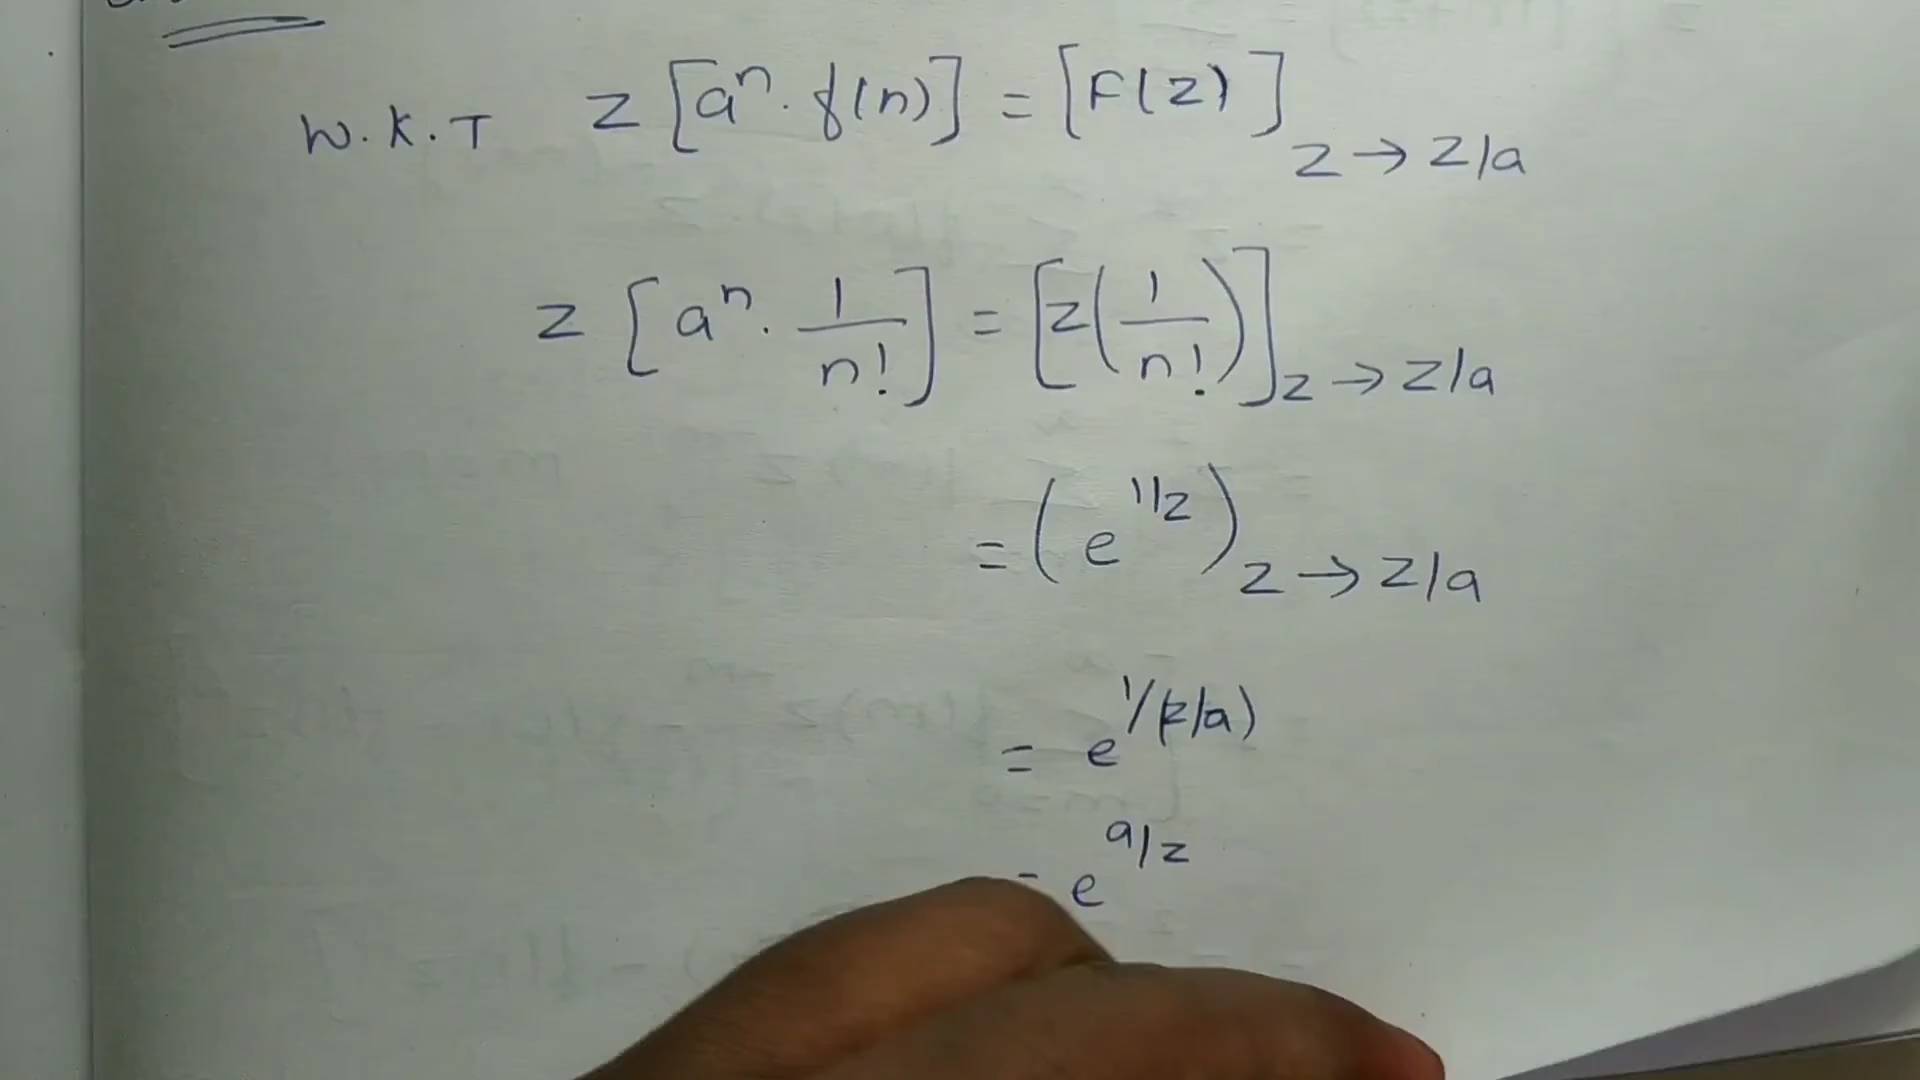 W.K.T Z[aⁿ. f(n)] = [F(z)] z→z/a
Z[aⁿ. 1/n!] = [Z(1/n!)] z→z/a
= (e^1/z) z→z/a
= e^1/(z/a)
= e^a/z